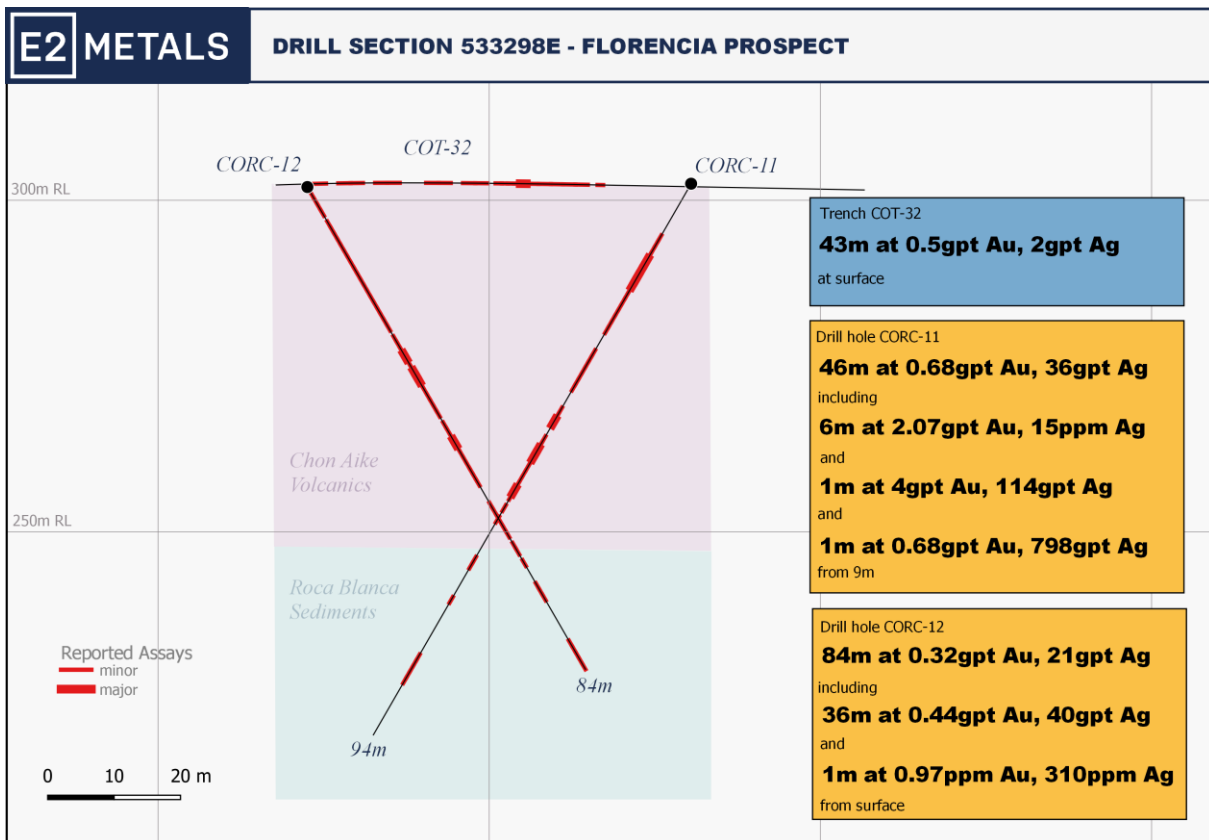 E2 METALS
DRILL SECTION 533298E - FLORENCIA PROSPECT
COT-32
CORC-12
CORC-11
300m RL
250m RL
Chon Aike
Volcanics
Roca Blanca
Sediments
Reported Assays
minor
major
84m
94m
0 10 20 m
Trench COT-32
43m at 0.5gpt Au, 2gpt Ag
at surface
Drill hole CORC-11
46m at 0.68gpt Au, 36gpt Ag
including
6m at 2.07gpt Au, 15ppm Ag
and
1m at 4gpt Au, 114gpt Ag
and
1m at 0.68gpt Au, 798gpt Ag
from 9m
Drill hole CORC-12
84m at 0.32gpt Au, 21gpt Ag
including
36m at 0.44gpt Au, 40gpt Ag
and
1m at 0.97ppm Au, 310ppm Ag
from surface